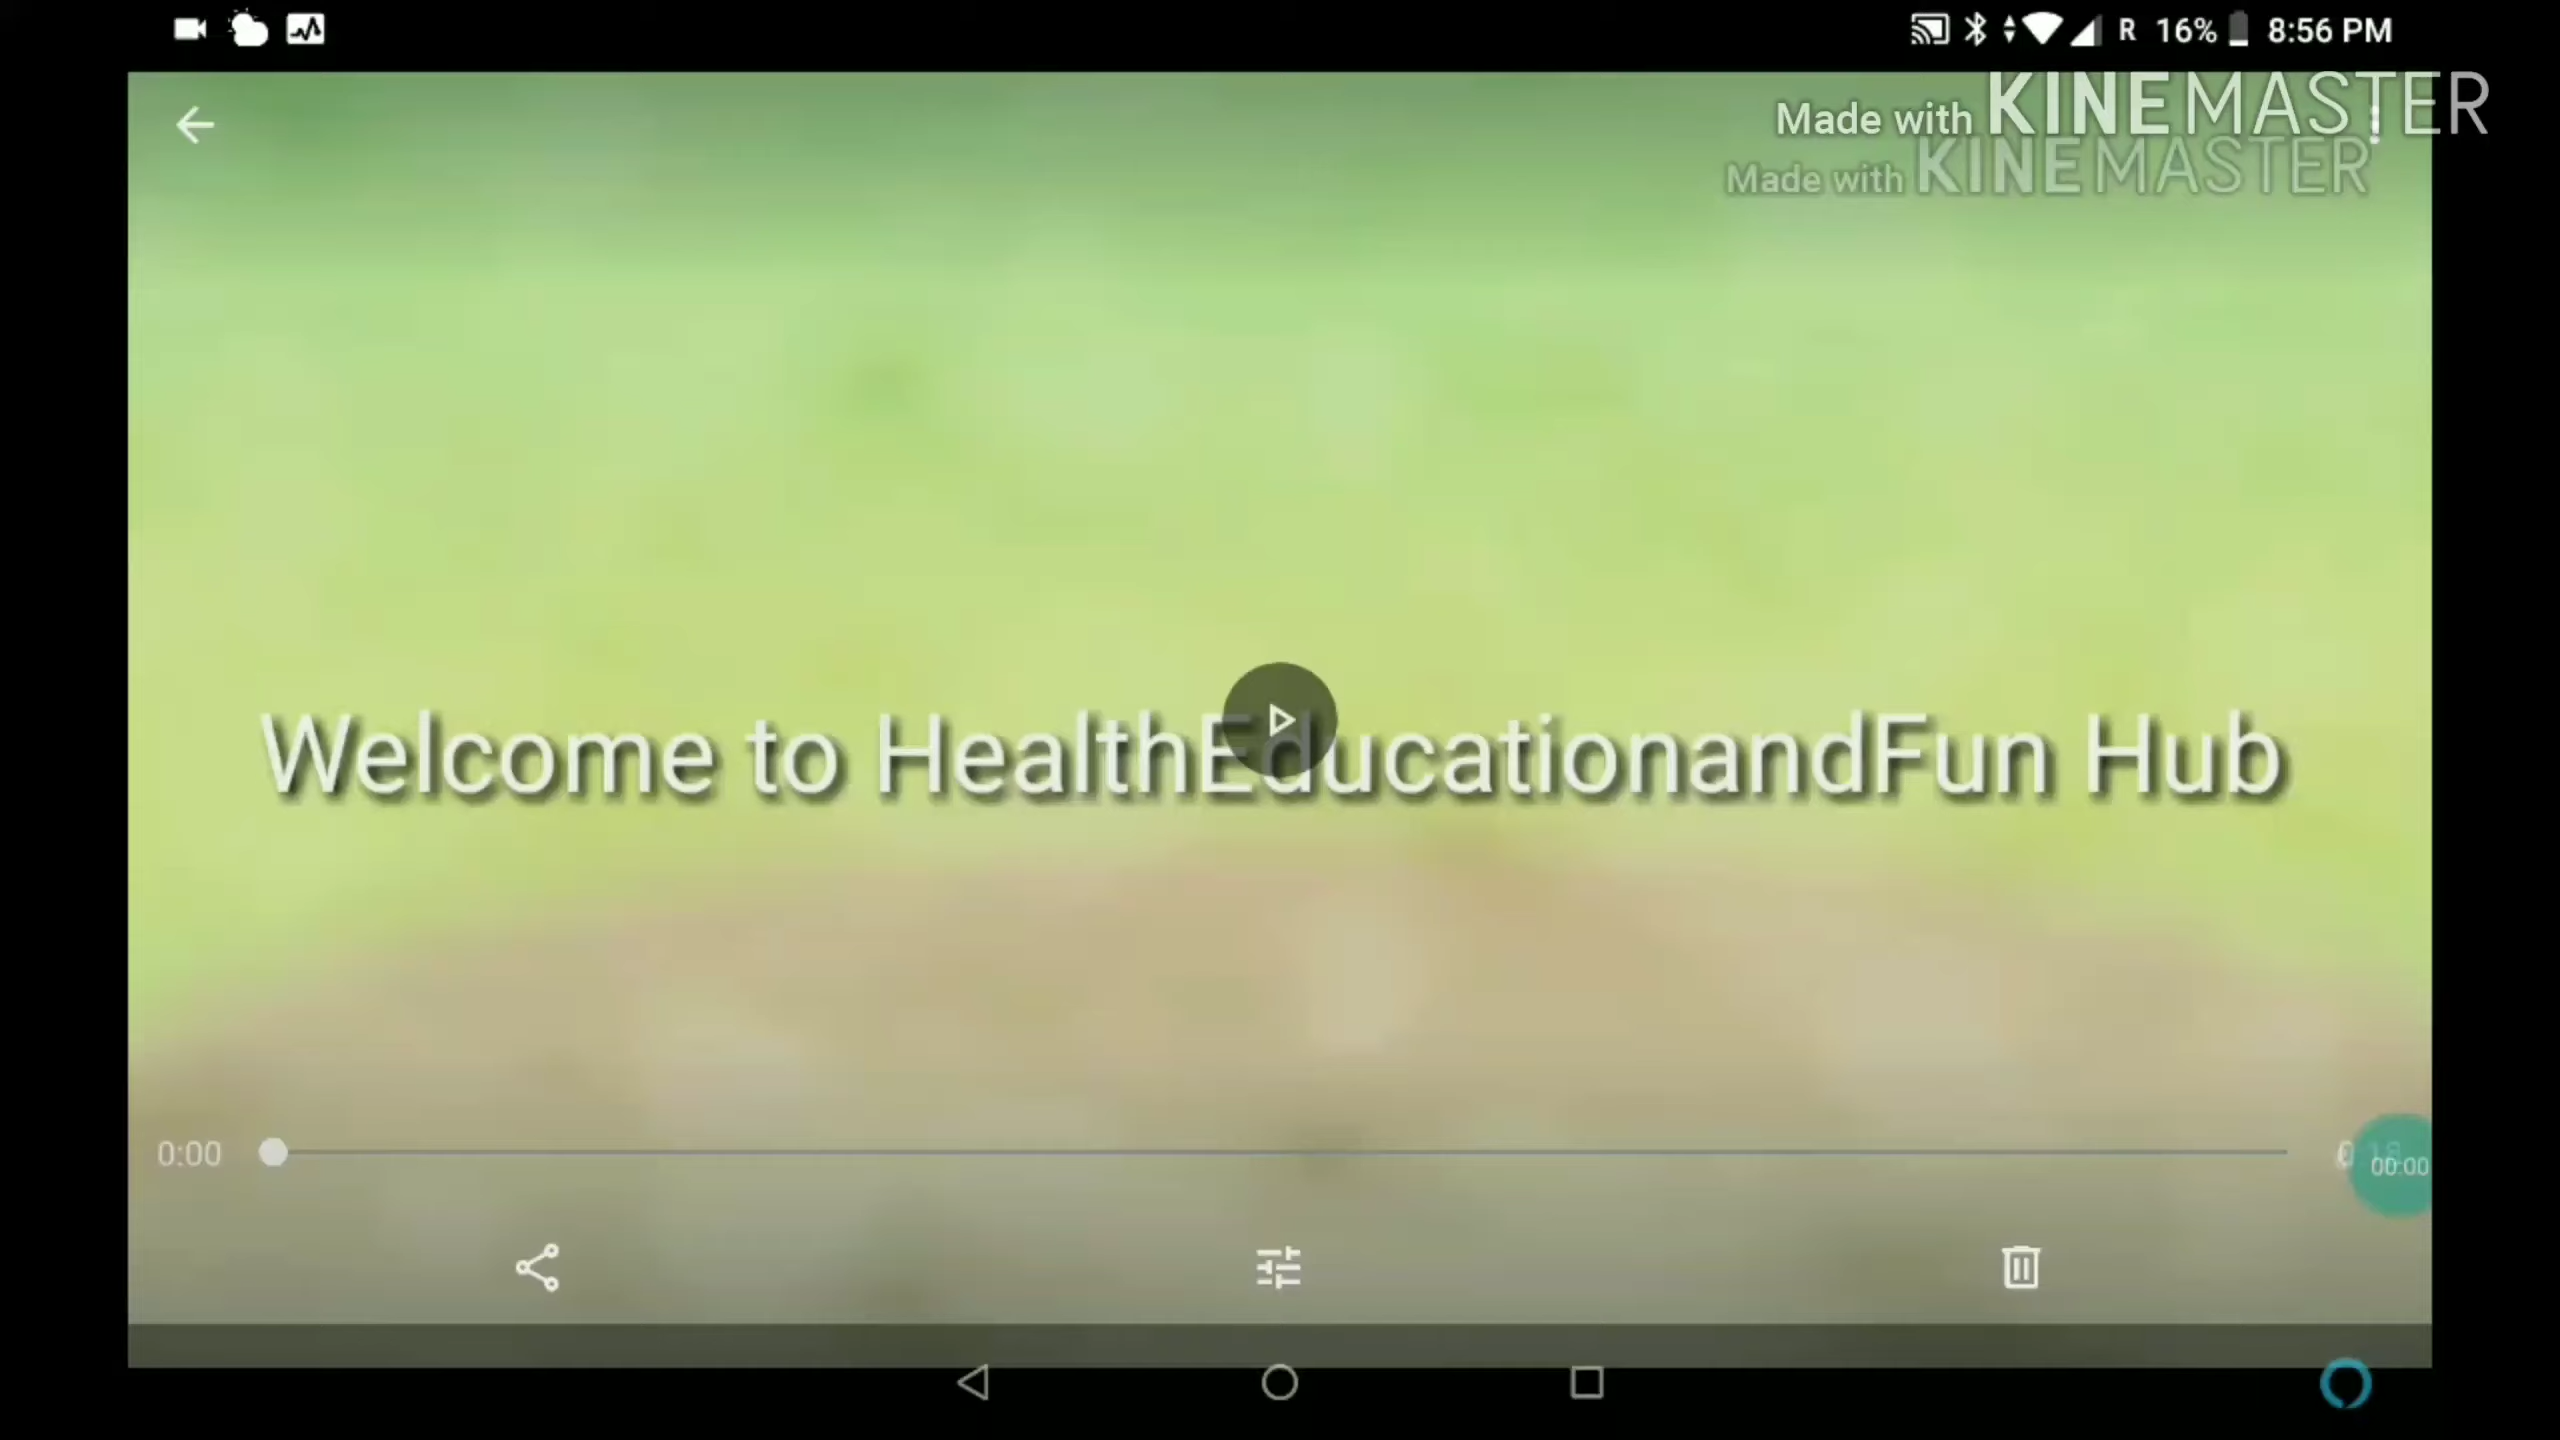 R 16% 8:56 PM
Made with KINEMASTER
Made with KINEMASTER
Welcome to HealthEducationandFun Hub
0:00
00:00